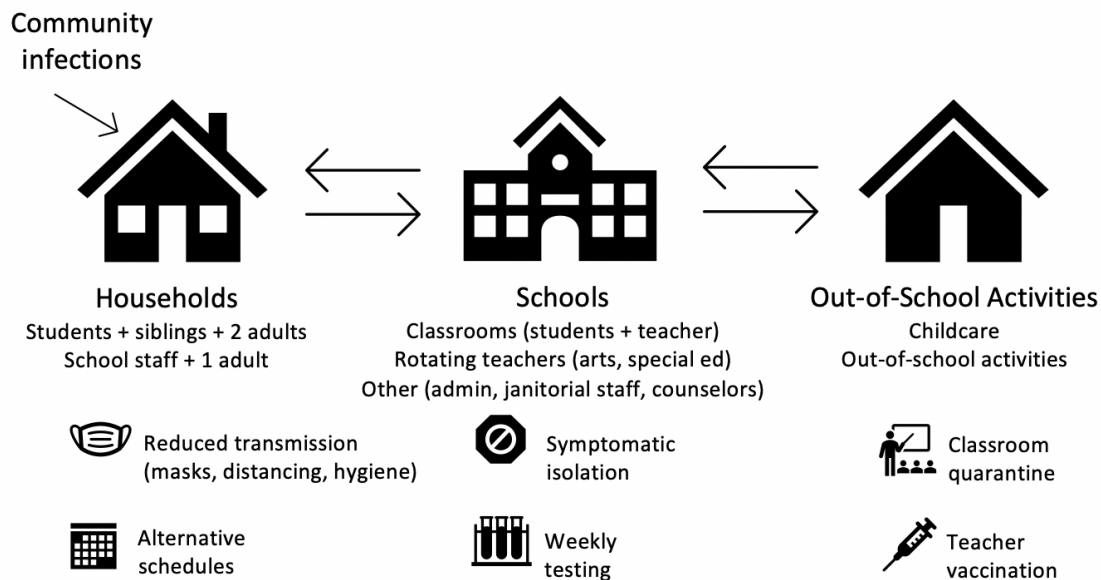 Community
infections
Households
Students + siblings + 2 adults
School staff + 1 adult
Schools
Classrooms (students + teacher)
Rotating teachers (arts, special ed)
Other (admin, janitorial staff, counselors)
Out-of-School Activities
Childcare
Out-of-school activities
Reduced transmission
(masks, distancing, hygiene)
Symptomatic
isolation
Classroom
quarantine
Alternative
schedules
Weekly
testing
Teacher
vaccination